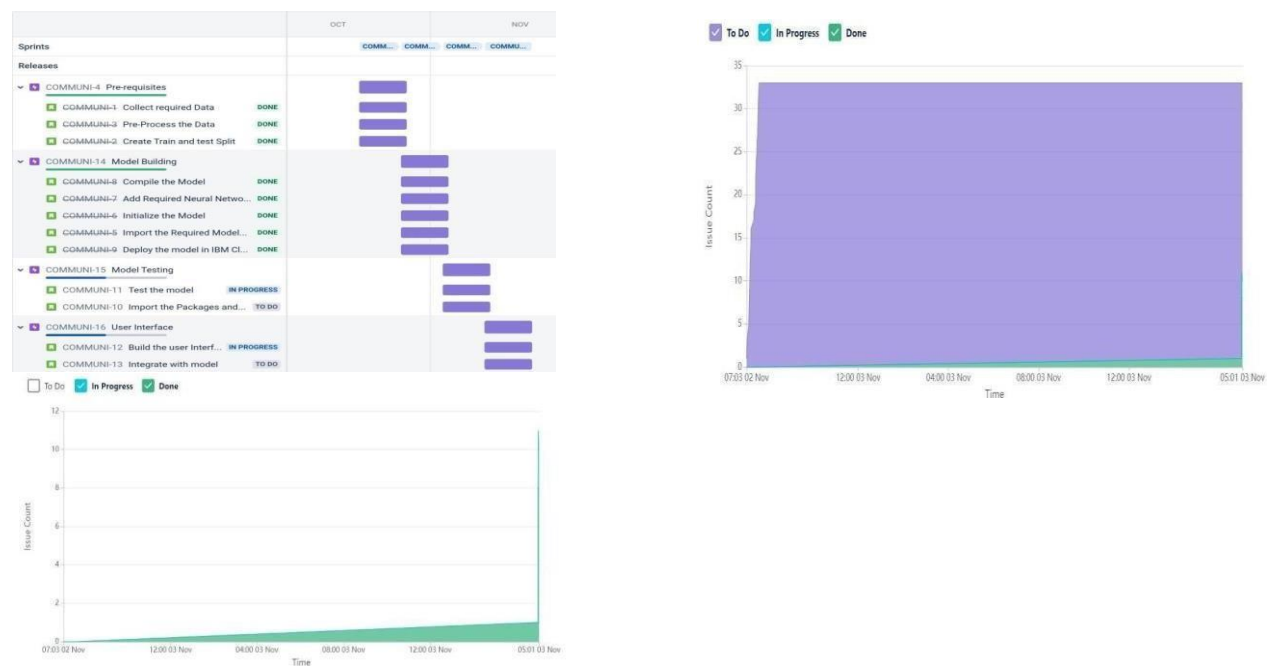 OCT NOV
Sprints COMM... COMM... COMM... COMMU...
Releases
COMMUNI-4 Pre-requisites
COMMUNI-1 Collect required Data DONE
COMMUNI-3 Pre-Process the Data DONE
COMMUNI-2 Create Train and test Split DONE
COMMUNI-14 Model Building
COMMUNI-8 Compile the Model DONE
COMMUNI-7 Add Required Neural Netwo... DONE
COMMUNI-6 Initialize the Model DONE
COMMUNI-5 Import the Required Model... DONE
COMMUNI-9 Deploy the model in IBM Cl... DONE
COMMUNI-15 Model Testing
COMMUNI-11 Test the model IN PROGRESS
COMMUNI-10 Import the Packages and... TO DO
COMMUNI-16 User Interface
COMMUNI-12 Build the user Interf... IN PROGRESS
COMMUNI-13 Integrate with model TO DO
To Do In Progress Done
12
10
8
6
4
2
0
Issue Count
07:03 02 Nov 12:00 03 Nov 04:00 03 Nov 08:00 03 Nov 12:00 03 Nov 05:01 03 Nov
Time
To Do In Progress Done
35
30
25
20
15
10
5
0
Issue Count
07:03 02 Nov 12:00 03 Nov 04:00 03 Nov 08:00 03 Nov 12:00 03 Nov 05:01 03 Nov
Time